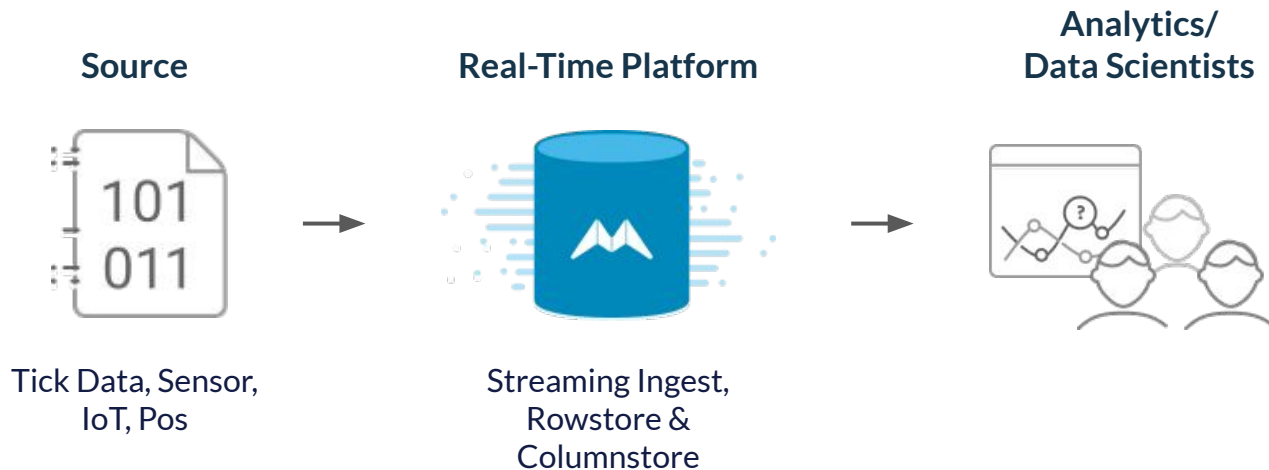 Source
Real-Time Platform
Analytics/
Data Scientists
101
011
?
Tick Data, Sensor,
IoT, Pos
Streaming Ingest,
Rowstore &
Columnstore